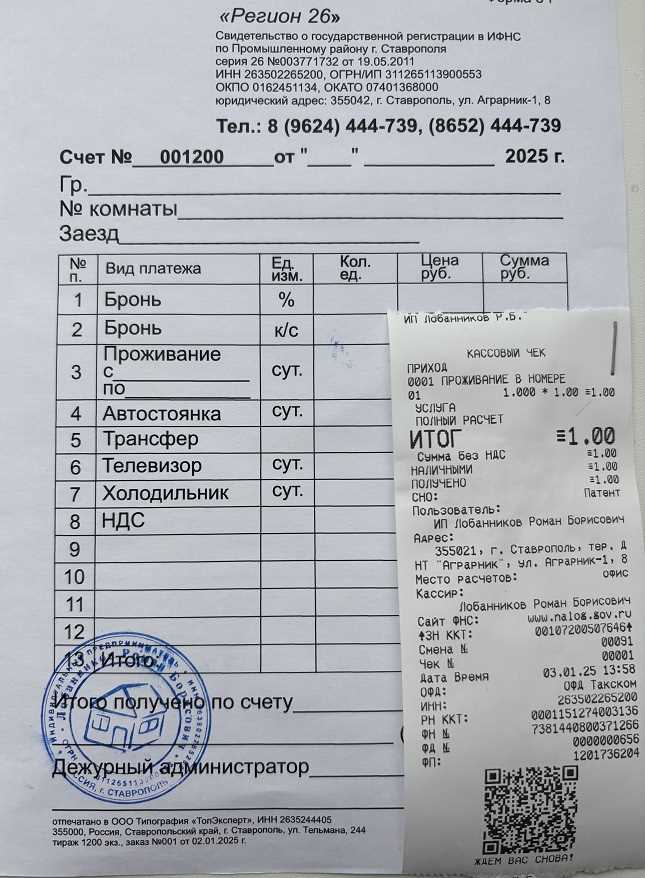 «Регион 26»
Свидетельство о государственной регистрации в ИФНС
по Промышленному району г. Ставрополя
серия 26 №003771732 от 19.05.2011
ИНН 263502265200, ОГРН/ИП 311265113900553
ОКПО 0162451134, ОКАТО 07401368000
юридический адрес: 355042, г. Ставрополь, ул. Аграрник-1, 8
Тел.: 8 (9624) 444-739, (8652) 444-739
Счет № 001200 от "____" ____________ 2025 г.
Гр.
№ комнаты
Заезд
№ п. Вид платежа Ед. изм. Кол. ед. Цена руб. Сумма руб.
1 Бронь %
2 Бронь к/с
3 Проживание с____ по____ сут.
4 Автостоянка сут.
5 Трансфер
6 Телевизор сут.
7 Холодильник сут.
8 НДС
9
10
11
12
13 Итого
Итого получено по счету
(
Дежурный администратор
отпечатано в ООО Типография «ТопЭксперт», ИНН 2635244405
355000, Россия, Ставропольский край, г. Ставрополь, ул. Тельмана, 244
тираж 1200 экз., заказ №001 от 02.01.2025 г.
ИП Лобанников Р.Б.
КАССОВЫЙ ЧЕК
ПРИХОД
0001 ПРОЖИВАНИЕ В НОМЕРЕ
01 1.000 * 1.00 ≡1.00
УСЛУГА
ПОЛНЫЙ РАСЧЕТ
ИТОГ ≡1.00
Сумма без НДС ≡1.00
НАЛИЧНЫМИ ≡1.00
ПОЛУЧЕНО ≡1.00
СНО: Патент
Пользователь:
ИП Лобанников Роман Борисович
Адрес:
355021, г. Ставрополь, тер. Д
НТ "Аграрник", ул. Аграрник-1, 8
Место расчетов: офис
Кассир:
Лобанников Роман Борисович
Сайт ФНС: www.nalog.gov.ru
ЗН ККТ: 00107200507646
Смена № 00091
Чек № 00001
Дата Время 03.01.25 13:58
ОФД: ОФД Такском
ИНН: 263502265200
РН ККТ: 0001151274003136
ФН № 7381440800371266
ФД № 0000000656
ФП: 1201736204
ЖДЕМ ВАС СНОВА!